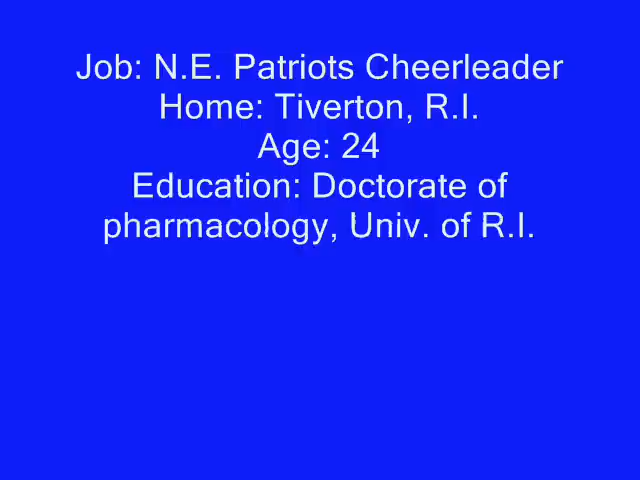 Job: N.E. Patriots Cheerleader
Home: Tiverton, R.I.
Age: 24
Education: Doctorate of
pharmacology, Univ. of R.I.